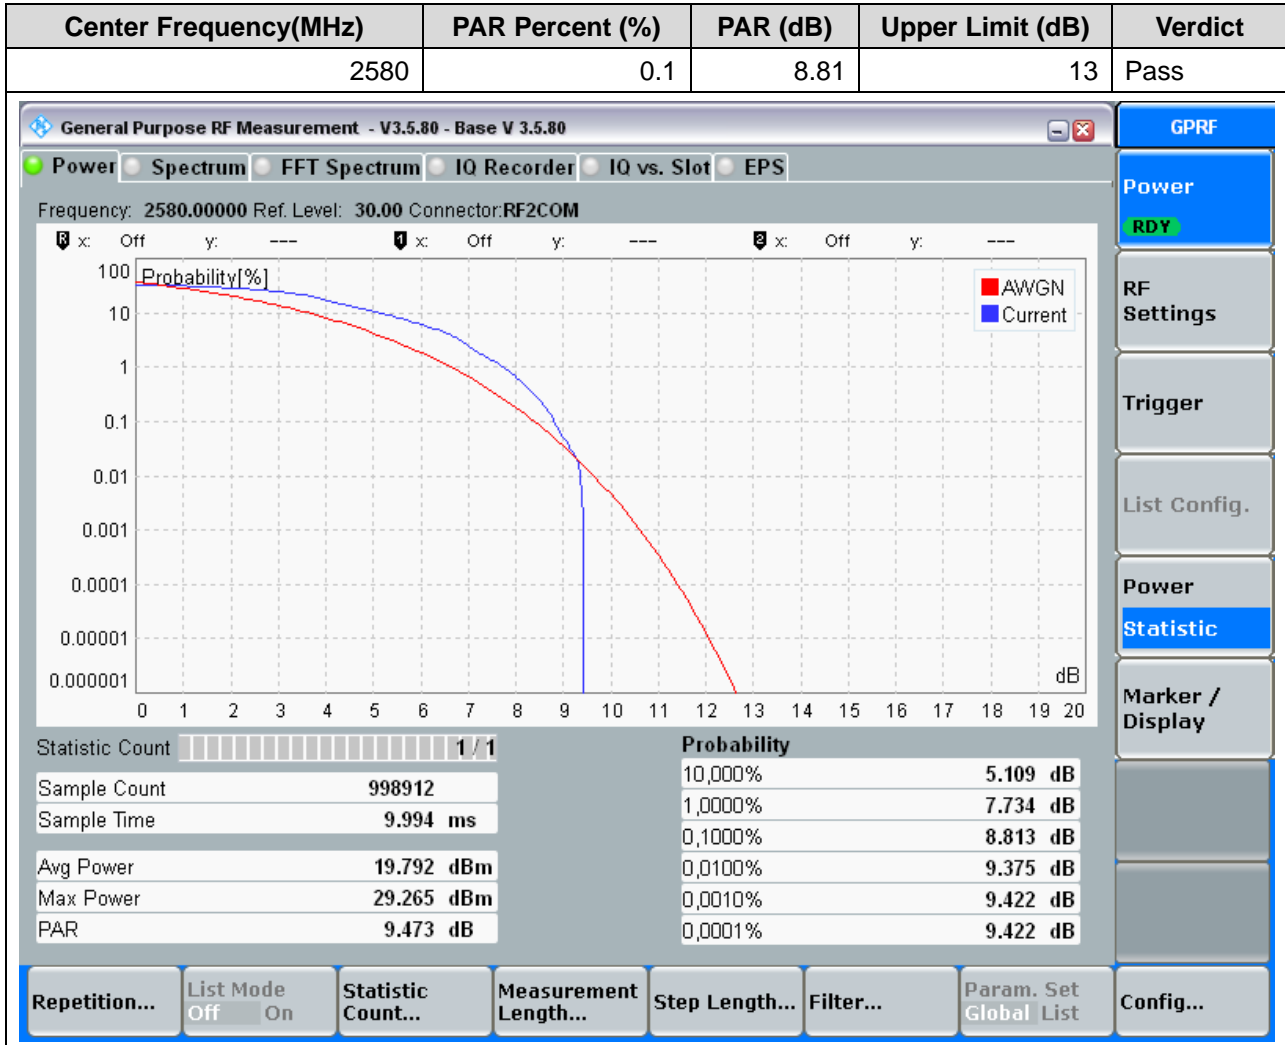 Center Frequency(MHz) PAR Percent (%) PAR (dB) Upper Limit (dB) Verdict
2580 0.1 8.81 13 Pass
General Purpose RF Measurement - V3.5.80 - Base V 3.5.80
GPRF
Power Spectrum FFT Spectrum IQ Recorder IQ vs. Slot EPS
Frequency: 2580.00000 Ref. Level: 30.00 Connector:RF2COM
R x: Off y: --- 1 x: Off y: --- 2 x: Off y: ---
Probability[%]
AWGN
Current
100
10
1
0.1
0.01
0.001
0.0001
0.00001
0.000001
dB
0 1 2 3 4 5 6 7 8 9 10 11 12 13 14 15 16 17 18 19 20
Statistic Count 1 / 1
Sample Count 998912
Sample Time 9.994 ms
Avg Power 19.792 dBm
Max Power 29.265 dBm
PAR 9.473 dB
Probability
10,000% 5.109 dB
1,0000% 7.734 dB
0,1000% 8.813 dB
0,0100% 9.375 dB
0,0010% 9.422 dB
0,0001% 9.422 dB
Power
RDY
RF
Settings
Trigger
List Config.
Power
Statistic
Marker /
Display
Repetition...
List Mode
Off On
Statistic
Count...
Measurement
Length...
Step Length...
Filter...
Param. Set
Global List
Config...